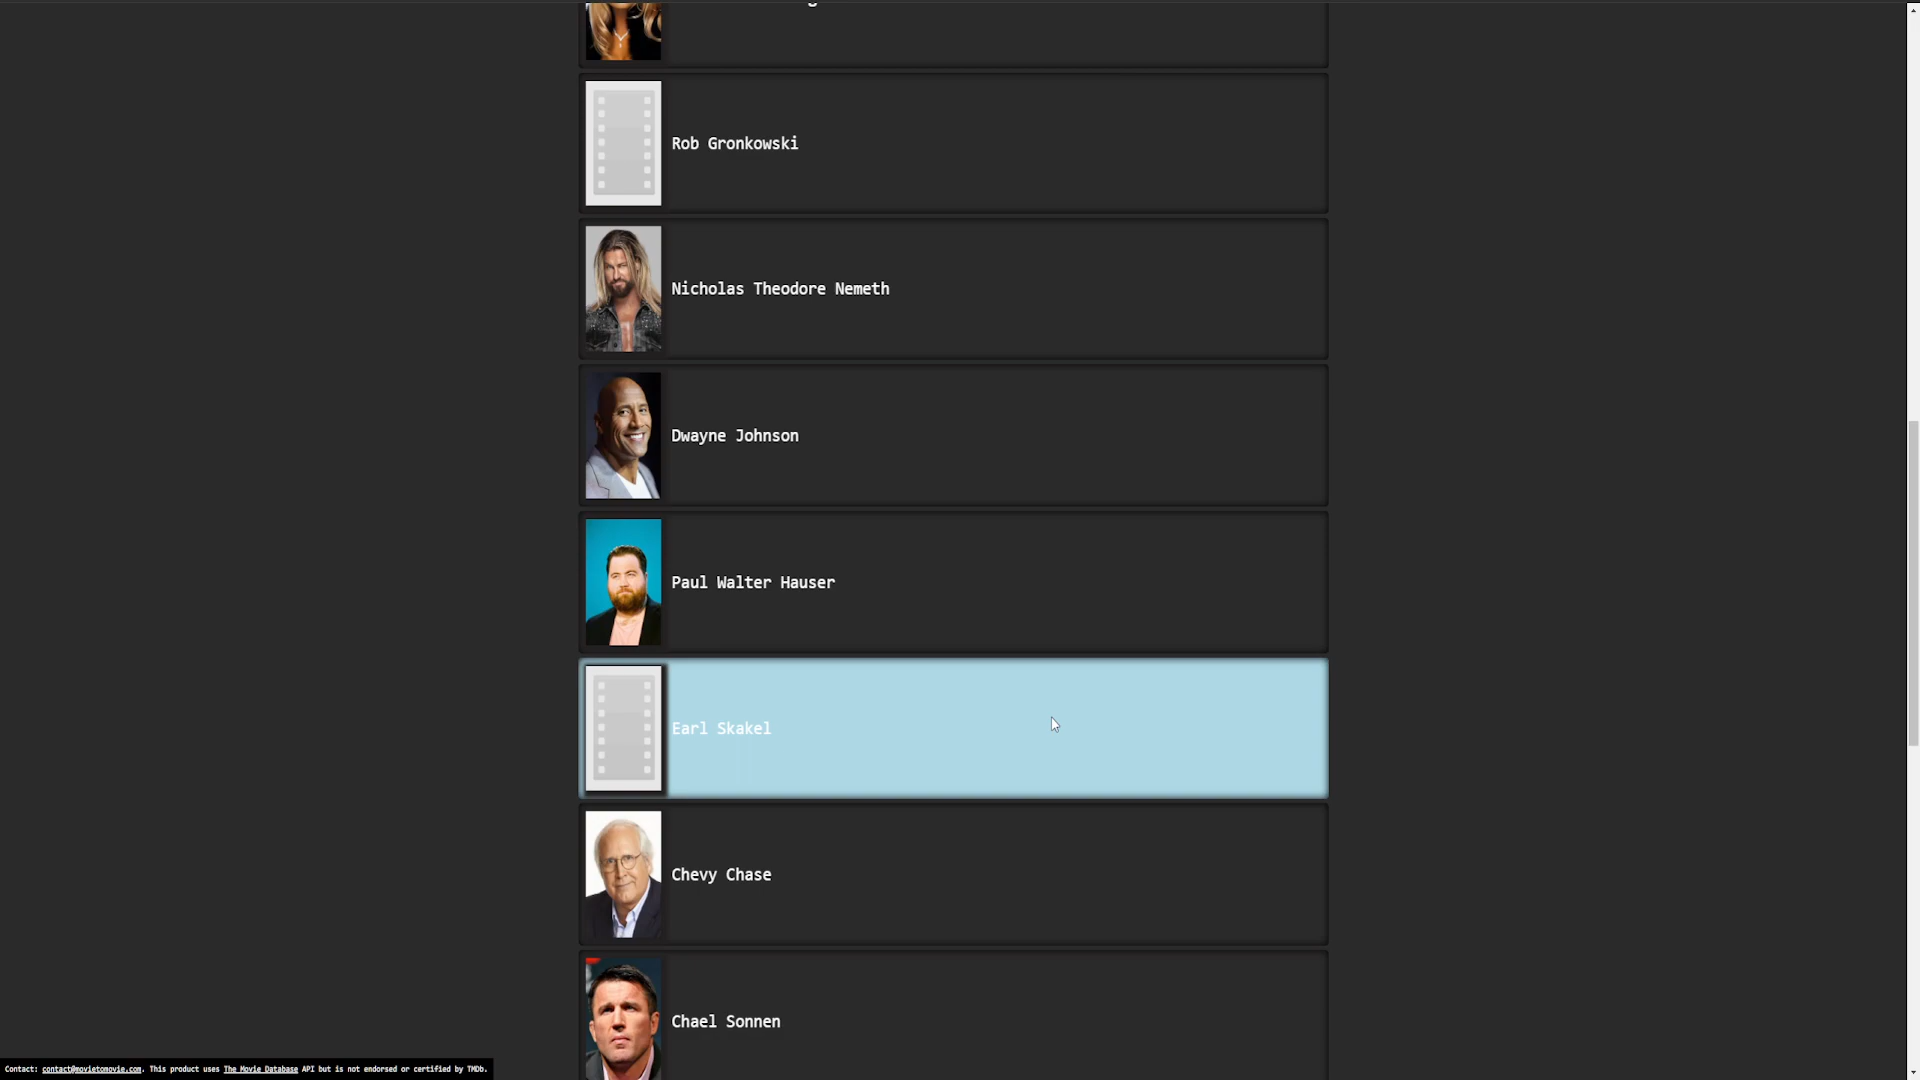 Rob Gronkowski
Nicholas Theodore Nemeth
Dwayne Johnson
Paul Walter Hauser
Earl Skakel
Chevy Chase
Chael Sonnen
Contact: contact@movietomovie.com. This product uses The Movie Database API but is not endorsed or certified by TMDb.